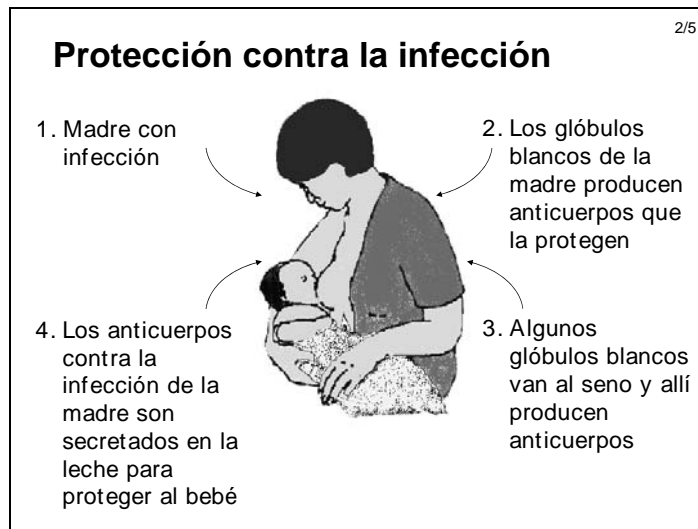 2/5
Protección contra la infección
1. Madre con
infección
2. Los glóbulos
blancos de la
madre producen
anticuerpos que
la protegen
3. Algunos
glóbulos blancos
van al seno y allí
producen
anticuerpos
4. Los anticuerpos
contra la
infección de la
madre son
secretados en la
leche para
proteger al bebé